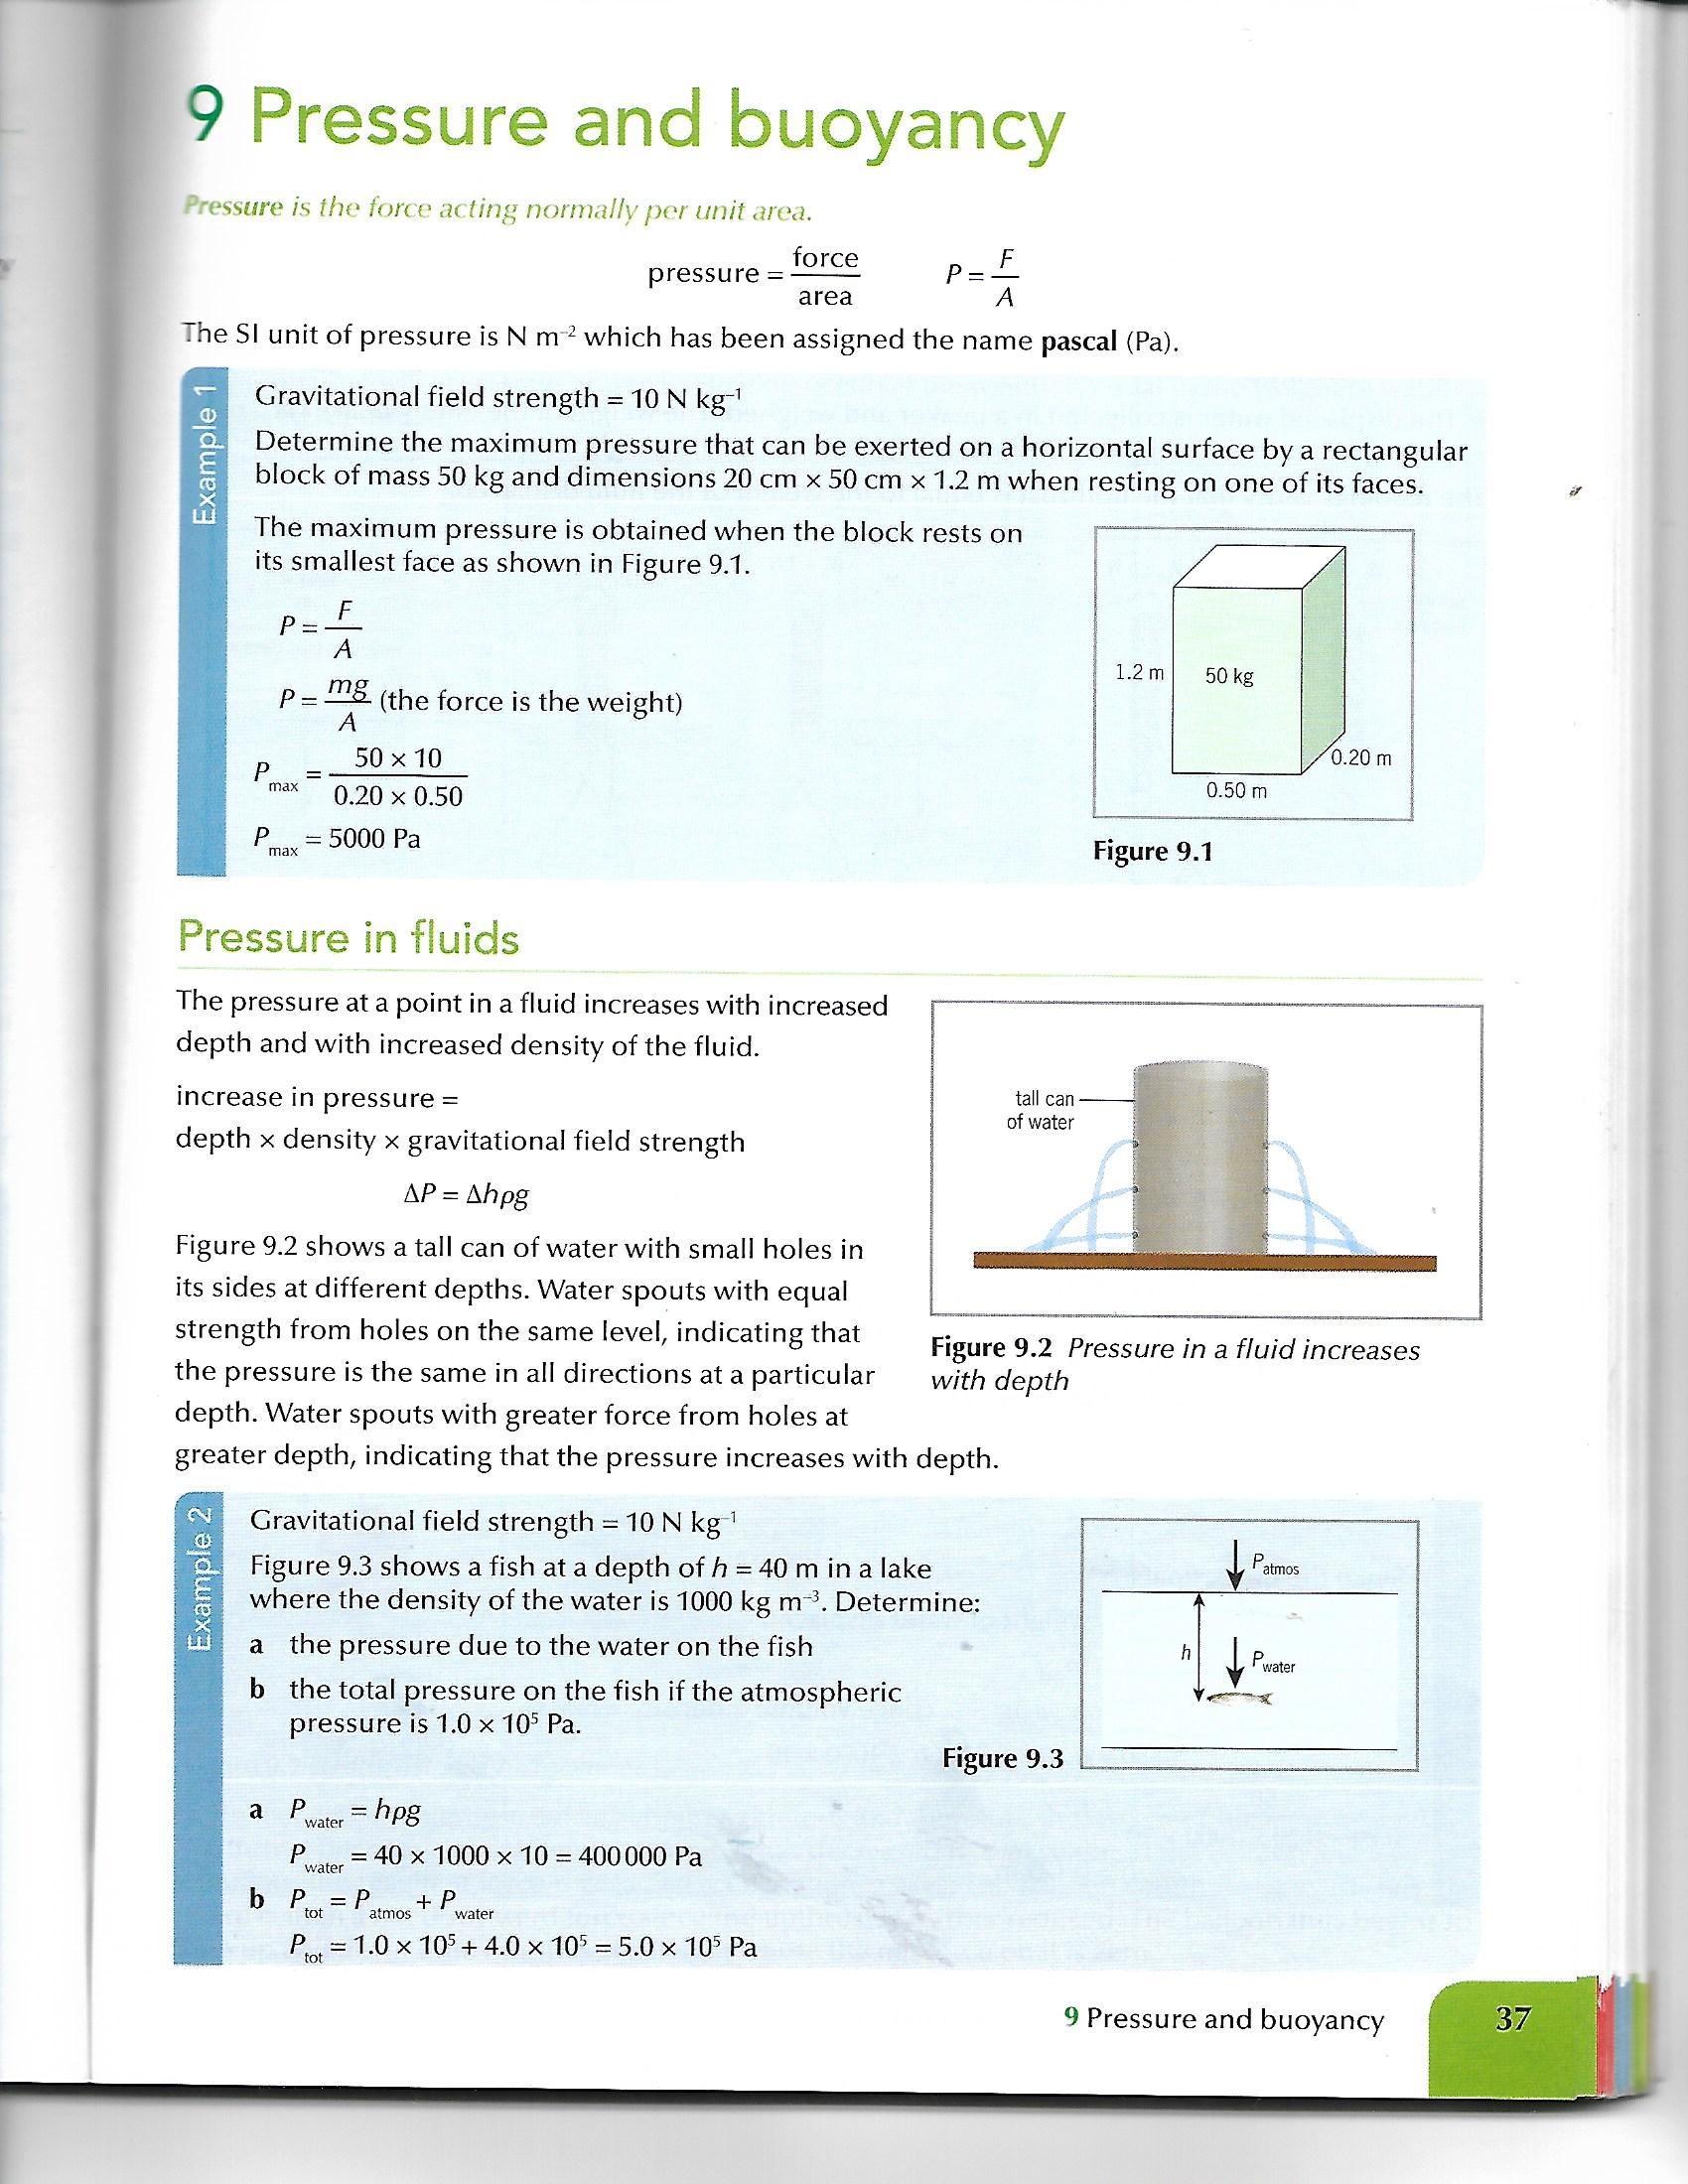 9 Pressure and buoyancy
Pressure is the force acting normally per unit area.
pressure = force/area    P = F/A
The SI unit of pressure is N m⁻² which has been assigned the name pascal (Pa).
Example 1
Gravitational field strength = 10 N kg⁻¹
Determine the maximum pressure that can be exerted on a horizontal surface by a rectangular
block of mass 50 kg and dimensions 20 cm × 50 cm × 1.2 m when resting on one of its faces.
The maximum pressure is obtained when the block rests on
its smallest face as shown in Figure 9.1.
P = F/A
P = mg/A (the force is the weight)
P_max = (50 × 10)/(0.20 × 0.50)
P_max = 5000 Pa
1.2 m
50 kg
0.20 m
0.50 m
Figure 9.1
Pressure in fluids
The pressure at a point in a fluid increases with increased
depth and with increased density of the fluid.
increase in pressure =
depth × density × gravitational field strength
ΔP = Δhρg
Figure 9.2 shows a tall can of water with small holes in
its sides at different depths. Water spouts with equal
strength from holes on the same level, indicating that
the pressure is the same in all directions at a particular
depth. Water spouts with greater force from holes at
greater depth, indicating that the pressure increases with depth.
tall can
of water
Figure 9.2 Pressure in a fluid increases
with depth
Example 2
Gravitational field strength = 10 N kg⁻¹
Figure 9.3 shows a fish at a depth of h = 40 m in a lake
where the density of the water is 1000 kg m⁻³. Determine:
a the pressure due to the water on the fish
b the total pressure on the fish if the atmospheric
pressure is 1.0 × 10⁵ Pa.
P_atmos
h
P_water
Figure 9.3
a P_water = hρg
P_water = 40 × 1000 × 10 = 400 000 Pa
b P_tot = P_atmos + P_water
P_tot = 1.0 × 10⁵ + 4.0 × 10⁵ = 5.0 × 10⁵ Pa
9 Pressure and buoyancy 37